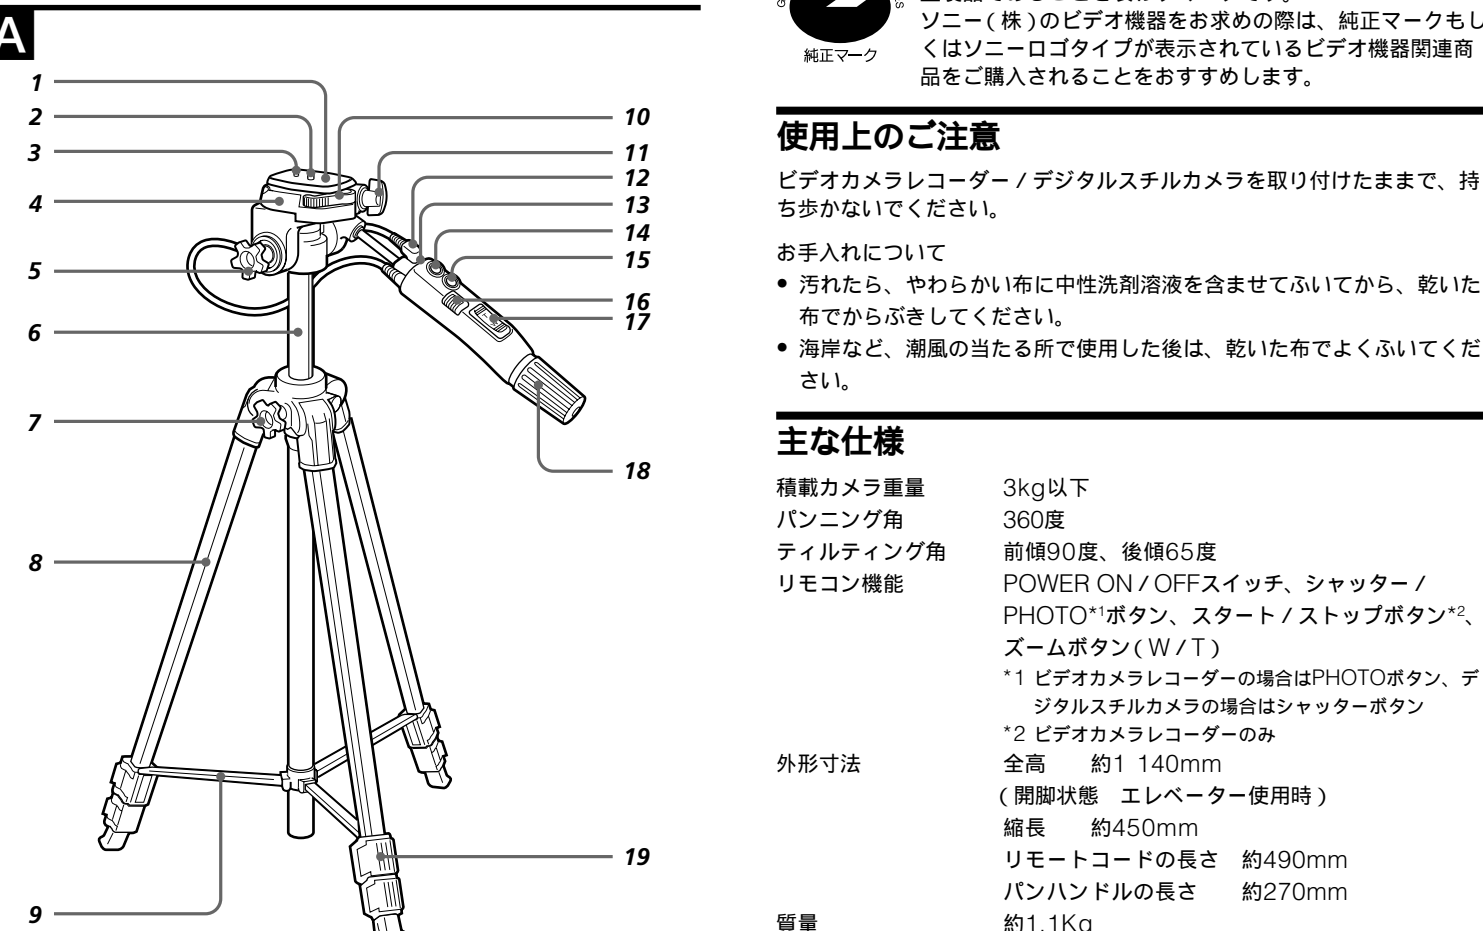 A
1
2
3
4
5
6
7
8
9
10
11
12
13
14
15
16
17
18
19
純正マーク
ソニー(株)のビデオ機器をお求めの際は、純正マークもし
くはソニーロゴタイプが表示されているビデオ機器関連商
品をご購入されることをおすすめします。
使用上のご注意
ビデオカメラレコーダー/デジタルスチルカメラを取り付けたままで、持
ち歩かないでください。
お手入れについて
• 汚れたら、やわらかい布に中性洗剤溶液を含ませてふいてから、乾いた
布でからぶきしてください。
• 海岸など、潮風の当たる所で使用した後は、乾いた布でよくふいてくだ
さい。
主な仕様
積載カメラ重量 3kg以下
パンニング角 360度
ティルティング角 前傾90度、後傾65度
リモコン機能 POWER ON/OFFスイッチ、シャッター/
PHOTO*1ボタン、スタート/ストップボタン*2、
ズームボタン(W/T)
*1 ビデオカメラレコーダーの場合はPHOTOボタン、デ
ジタルスチルカメラの場合はシャッターボタン
*2 ビデオカメラレコーダーのみ
外形寸法 全高 約1 140mm
(開脚状態 エレベーター使用時)
縮長 約450mm
リモートコードの長さ 約490mm
パンハンドルの長さ 約270mm
質量 約1.1Kg